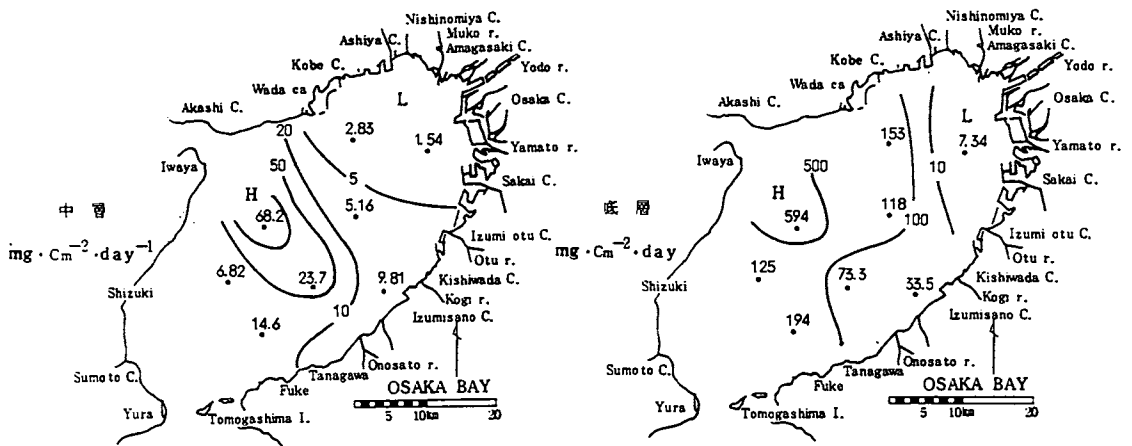 Nishinomiya C.
Muko r.
Ashiya C.
Amagasaki C.
Kobe C.
Yodo r.
Wada ca
Akashi C.
L
Osaka C.
20
2.83
1.54
Yamato r.
Iwaya
50
5
Sakai C.
H
中層
68.2
5.16
Izumi otu C.
mg・Cm⁻²・day⁻¹
Otu r.
6.82
23.7
9.81
Kishiwada C.
Shizuki
10
Kogi r.
Izumisano C.
14.6
Onosato r.
Sumoto C.
Tanagawa
Fuke
OSAKA BAY
Yura
Tomogashima I.
5 10km 20
Nishinomiya C.
Muko r.
Ashiya C.
Amagasaki C.
Kobe C.
Yodo r.
Wada ca
Akashi C.
Osaka C.
L
153
7.34
Yamato r.
Iwaya
500
10
Sakai C.
H
底層
594
118
100
Izumi otu C.
mg・Cm⁻²・day⁻¹
Otu r.
125
73.3
33.5
Kishiwada C.
Shizuki
Kogi r.
Izumisano C.
194
Onosato r.
Sumoto C.
Tanagawa
Fuke
OSAKA BAY
Yura
Tomogashima I.
5 10km 20